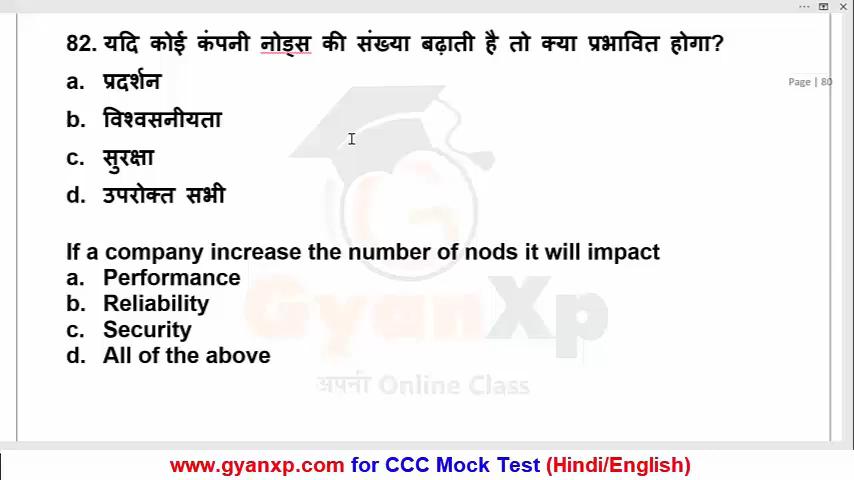 82. यदि कोई कंपनी नोड्स की संख्या बढ़ाती है तो क्या प्रभावित होगा?
a. प्रदर्शन
Page | 80
b. विश्वसनीयता
c. सुरक्षा
d. उपरोक्त सभी
If a company increase the number of nods it will impact
a. Performance
b. Reliability
c. Security
d. All of the above
GyanXp
अपनी Online Class
www.gyanxp.com for CCC Mock Test (Hindi/English)